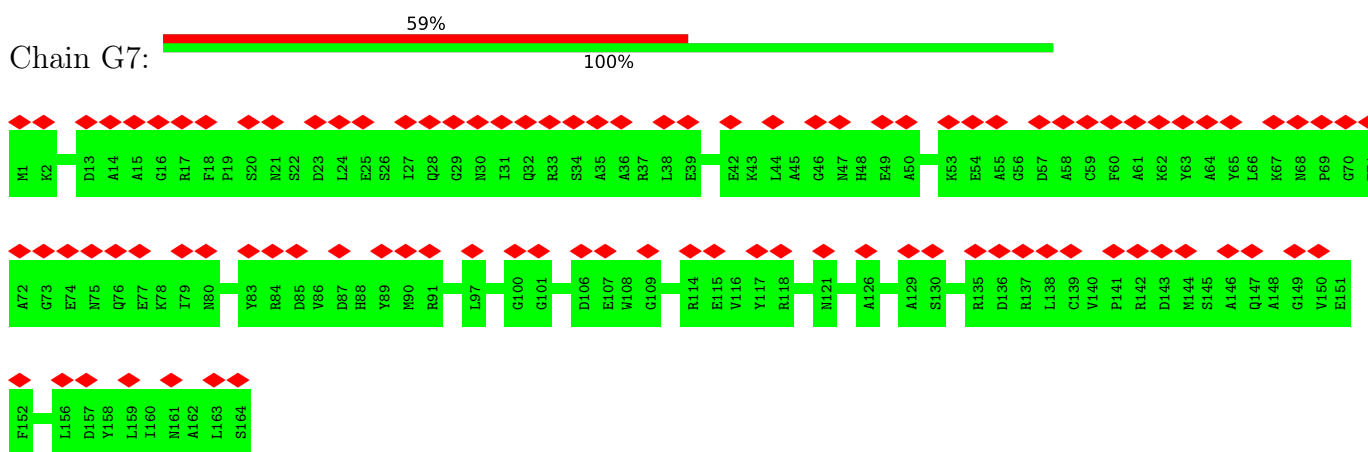 59%
Chain G7:
100%
M1 K2 D13 A14 A15 G16 R17 F18 P19 S20 N21 S22 D23 L24 E25 S26 I27 Q28 G29 N30 I31 Q32 R33 S34 A35 A36 R37 L38 E39 E42 K43 L44 A45 G46 N47 H48 E49 A50 K53 E54 A55 G56 D57 A58 C59 F60 A61 K62 Y63 A64 Y65 L66 K67 N68 P69 G70
A72 G73 E74 N75 Q76 E77 K78 I79 N80 Y83 R84 D85 V86 D87 H88 Y89 M90 R91 L97 G100 G101 D106 E107 W108 G109 R114 E115 V116 Y117 R118 N121 A126 A129 S130 R135 D136 R137 L138 C139 V140 P141 R142 D143 M144 S145 A146 Q147 A148 G149 V150 E151
F152 L156 D157 Y158 L159 I160 N161 A162 L163 S164